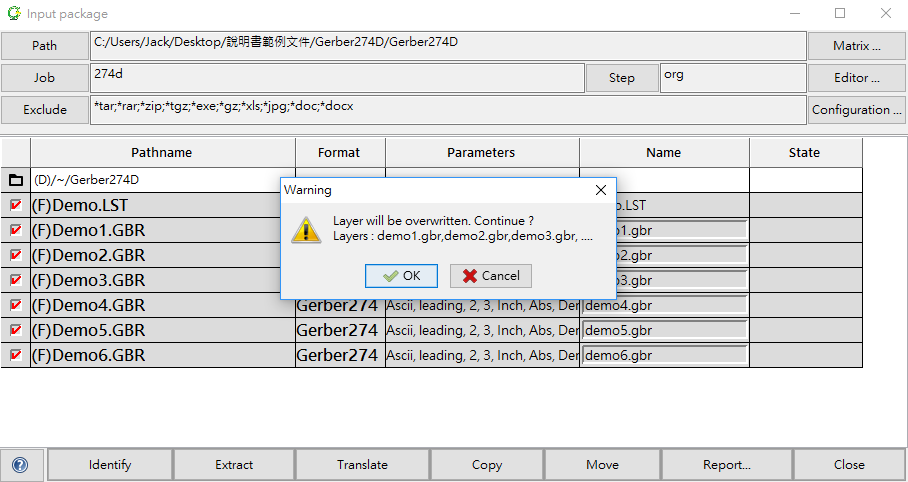 Input package
Path C:/Users/Jack/Desktop/說明書範例文件/Gerber274D/Gerber274D Matrix ...
Job 274d Step org Editor ...
Exclude *tar;*rar;*zip;*tgz;*exe;*gz;*xls;*jpg;*doc;*docx Configuration ...
Pathname Format Parameters Name State
(D)/~/Gerber274D
Warning
Layer will be overwritten. Continue ?
Layers : demo1.gbr,demo2.gbr,demo3.gbr, ....
OK Cancel
(F)Demo.LST o.LST
(F)Demo1.GBR o1.gbr
(F)Demo2.GBR o2.gbr
(F)Demo3.GBR o3.gbr
(F)Demo4.GBR Gerber274 Ascii, leading, 2, 3, Inch, Abs, Der demo4.gbr
(F)Demo5.GBR Gerber274 Ascii, leading, 2, 3, Inch, Abs, Der demo5.gbr
(F)Demo6.GBR Gerber274 Ascii, leading, 2, 3, Inch, Abs, Der demo6.gbr
Identify Extract Translate Copy Move Report... Close